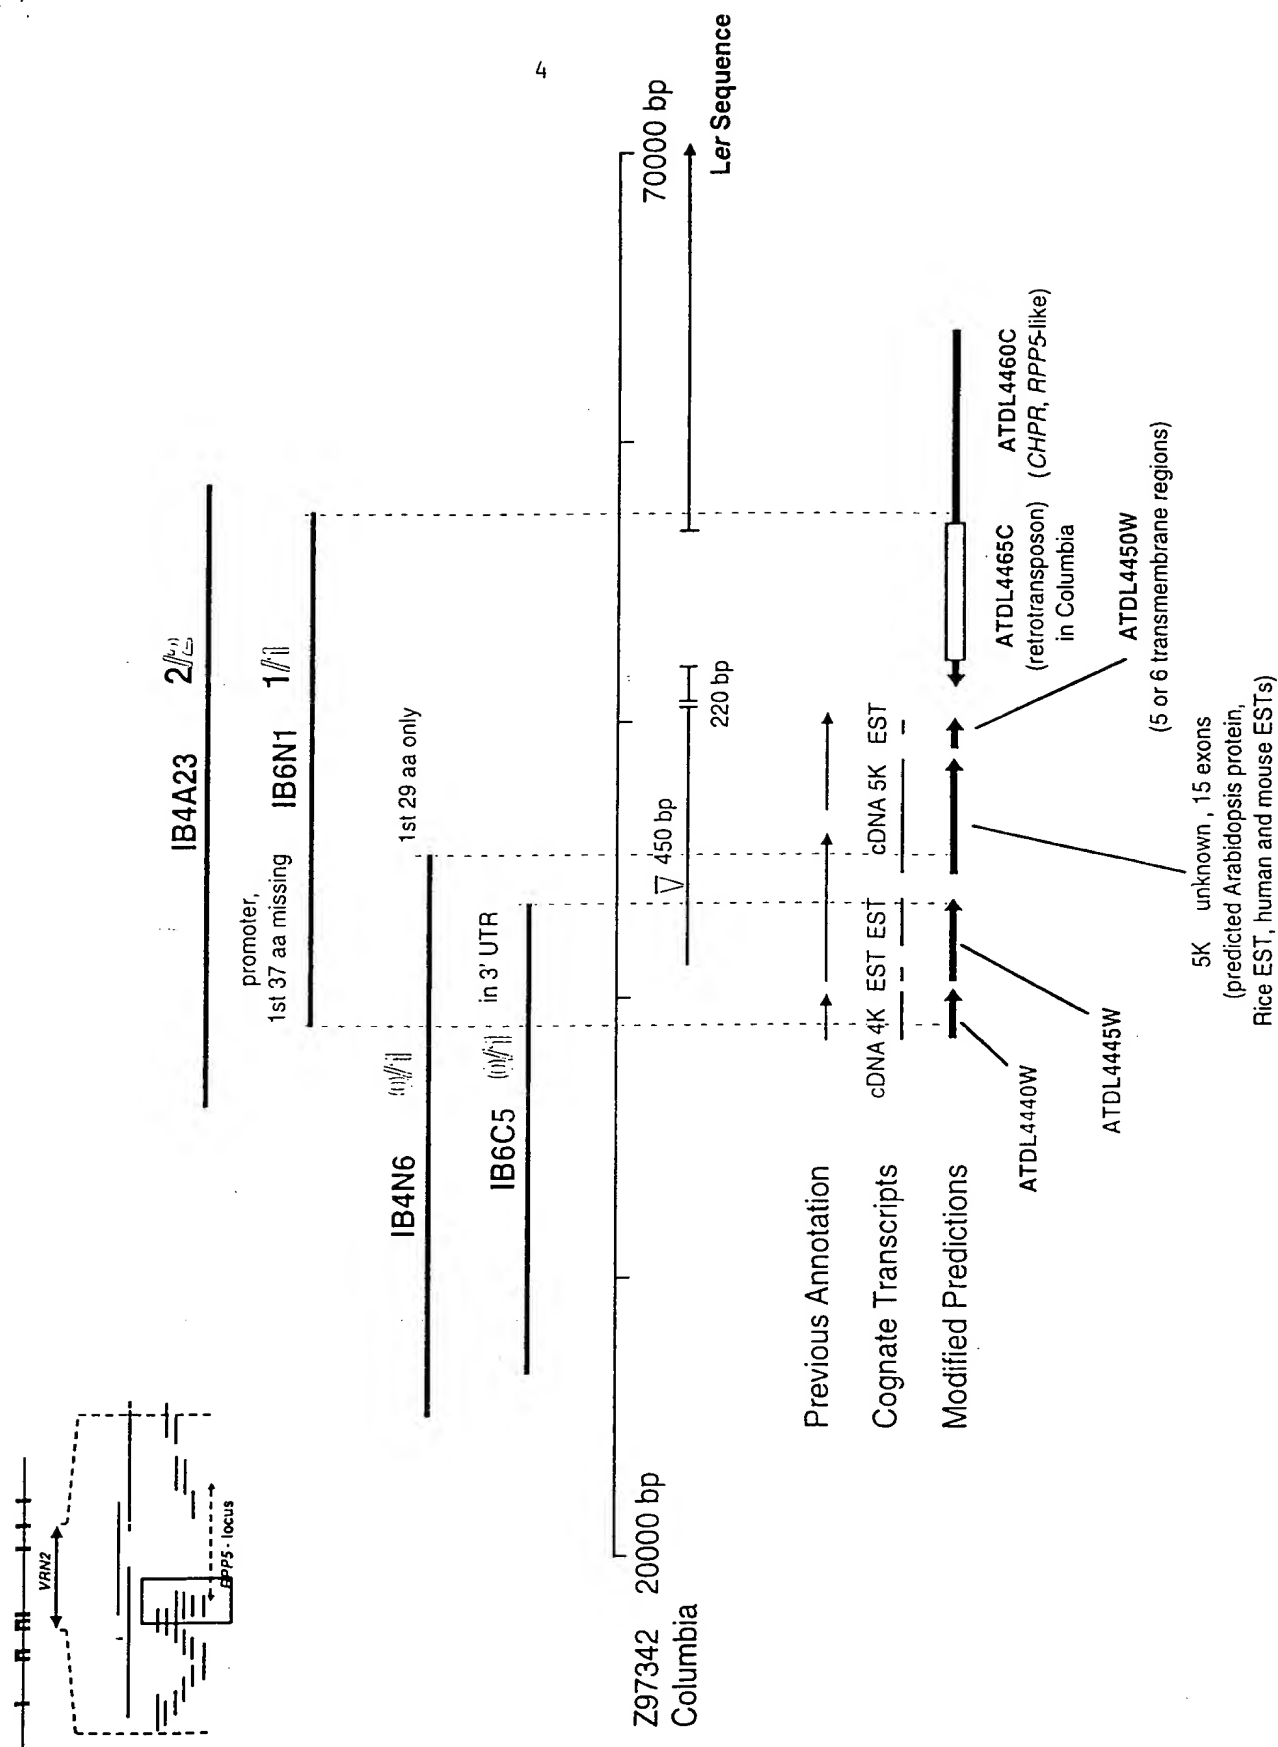 4
VRN2
RPP5 - locus
IB4A23
promoter,
1st 37 aa missing
IB6N1
IB4N6
1st 29 aa only
IB6C5
in 3' UTR
Z97342
Columbia
20000 bp
70000 bp
450 bp
220 bp
Ler Sequence
Previous Annotation
Cognate Transcripts
cDNA 4K EST EST
cDNA 5K EST
Modified Predictions
ATDL4440W
ATDL4445W
5K unknown , 15 exons
(predicted Arabidopsis protein,
Rice EST, human and mouse ESTs)
ATDL4450W
(5 or 6 transmembrane regions)
ATDL4465C
(retrotransposon)
in Columbia
ATDL4460C
(CHPR, RPP5-like)